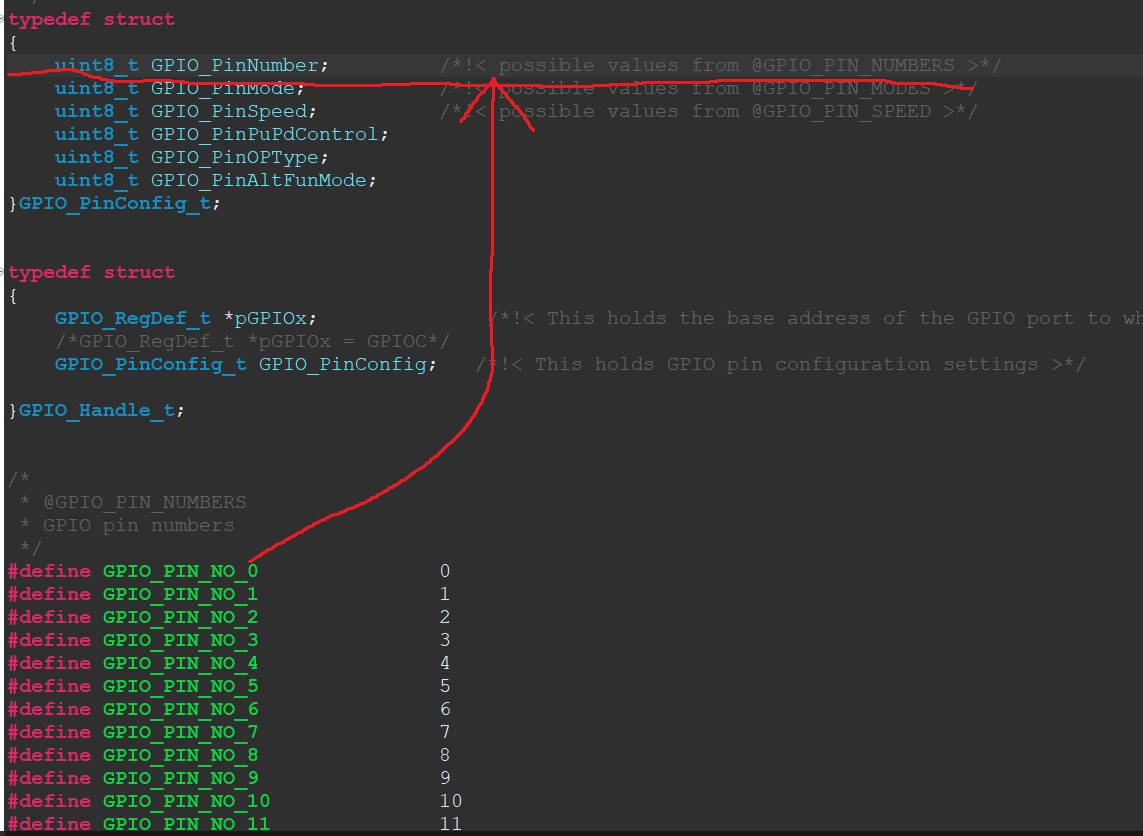 typedef struct
{
uint8_t GPIO_PinNumber; /*!< possible values from @GPIO_PIN_NUMBERS >*/
uint8_t GPIO_PinMode; /*!< possible values from @GPIO_PIN_MODES >*/
uint8_t GPIO_PinSpeed; /*!< possible values from @GPIO_PIN_SPEED >*/
uint8_t GPIO_PinPuPdControl;
uint8_t GPIO_PinOPType;
uint8_t GPIO_PinAltFunMode;
}GPIO_PinConfig_t;
typedef struct
{
GPIO_RegDef_t *pGPIOx; /*!< This holds the base address of the GPIO port to wh
/*GPIO_RegDef_t *pGPIOx = GPIOC*/
GPIO_PinConfig_t GPIO_PinConfig; /*!< This holds GPIO pin configuration settings >*/
}GPIO_Handle_t;
/*
* @GPIO_PIN_NUMBERS
* GPIO pin numbers
*/
#define GPIO_PIN_NO_0 0
#define GPIO_PIN_NO_1 1
#define GPIO_PIN_NO_2 2
#define GPIO_PIN_NO_3 3
#define GPIO_PIN_NO_4 4
#define GPIO_PIN_NO_5 5
#define GPIO_PIN_NO_6 6
#define GPIO_PIN_NO_7 7
#define GPIO_PIN_NO_8 8
#define GPIO_PIN_NO_9 9
#define GPIO_PIN_NO_10 10
#define GPIO_PIN_NO_11 11